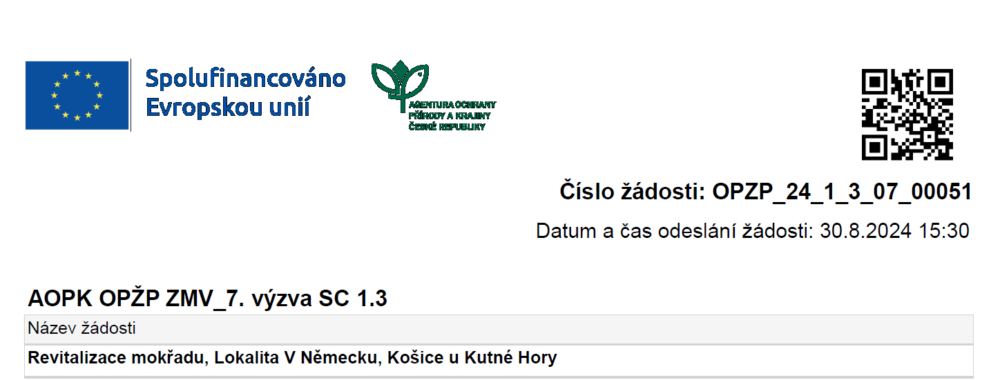 Spolufinancováno
Evropskou unií
AGENTURA OCHRANY
PŘÍRODY A KRAJINY
ČESKÉ REPUBLIKY
Číslo žádosti: OPZP_24_1_3_07_00051
Datum a čas odeslání žádosti: 30.8.2024 15:30
AOPK OPŽP ZMV_7. výzva SC 1.3
Název žádosti
Revitalizace mokřadu, Lokalita V Německu, Košice u Kutné Hory